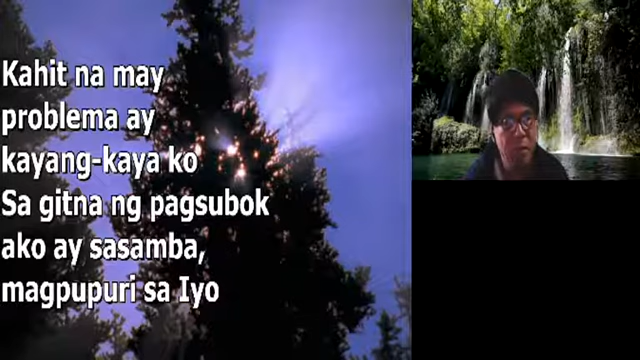 Kahit na may
problema ay
kayang-kaya ko
Sa gitna ng pagsubok
ako ay sasamba,
magpupuri sa Iyo